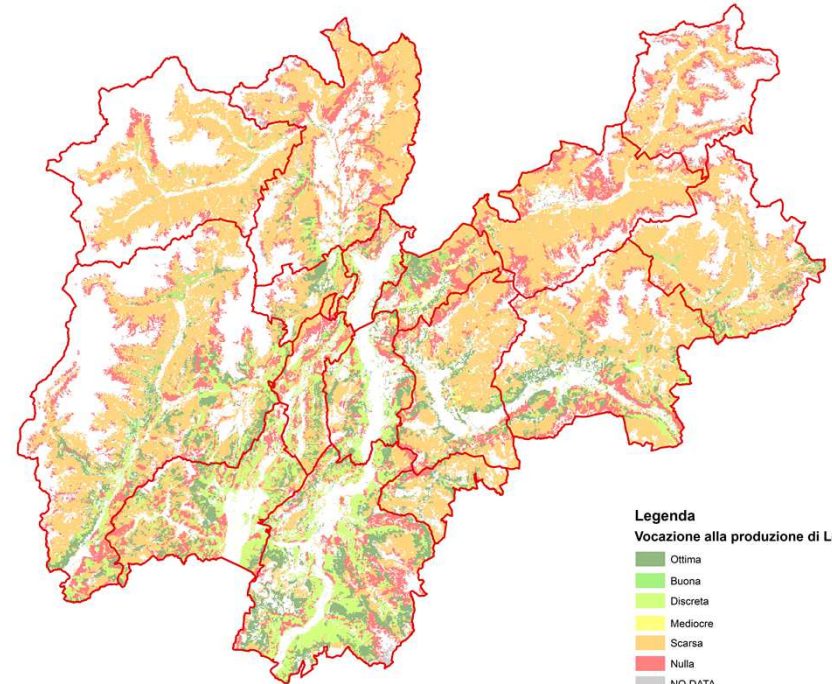 Legenda
Vocazione alla produzione di L
Ottima
Buona
Discreta
Mediocre
Scarsa
Nulla
NO DATA